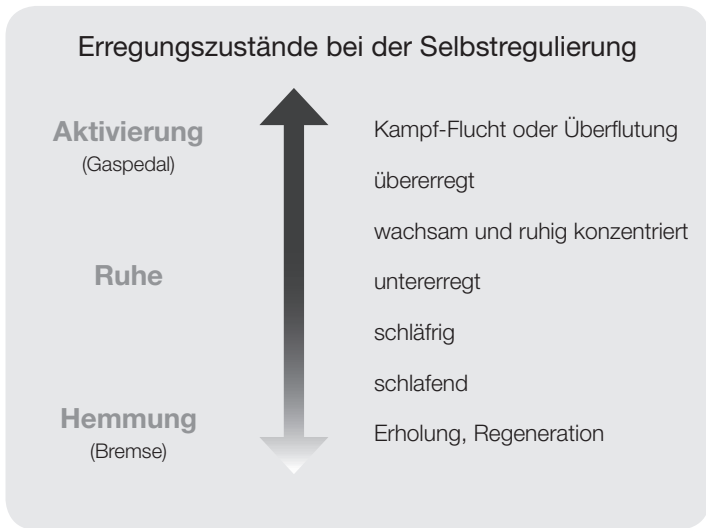 Erregungszustände bei der Selbstregulierung
Aktivierung
(Gaspedal)
Ruhe
Hemmung
(Bremse)
Kampf-Flucht oder Überflutung
übererregt
wachsam und ruhig konzentriert
untererregt
schläfrig
schlafend
Erholung, Regeneration